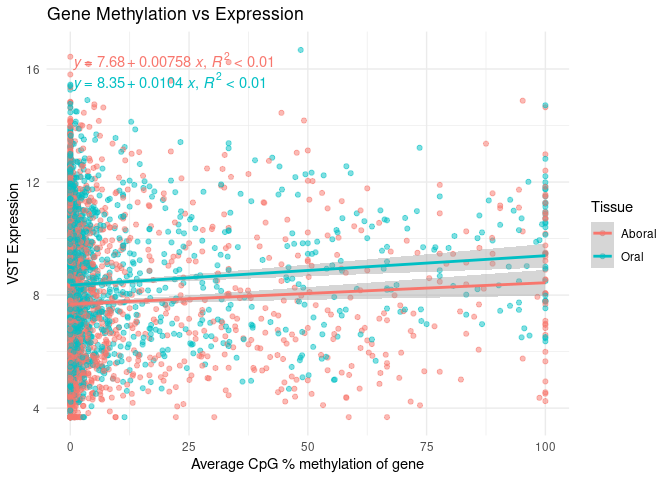 Gene Methylation vs Expression
y = 7.68 + 0.00758 x, R² < 0.01
y = 8.35 + 0.0104 x, R² < 0.01
16
12
8
4
VST Expression
0
25
50
75
100
Average CpG % methylation of gene
Tissue
Aboral
Oral